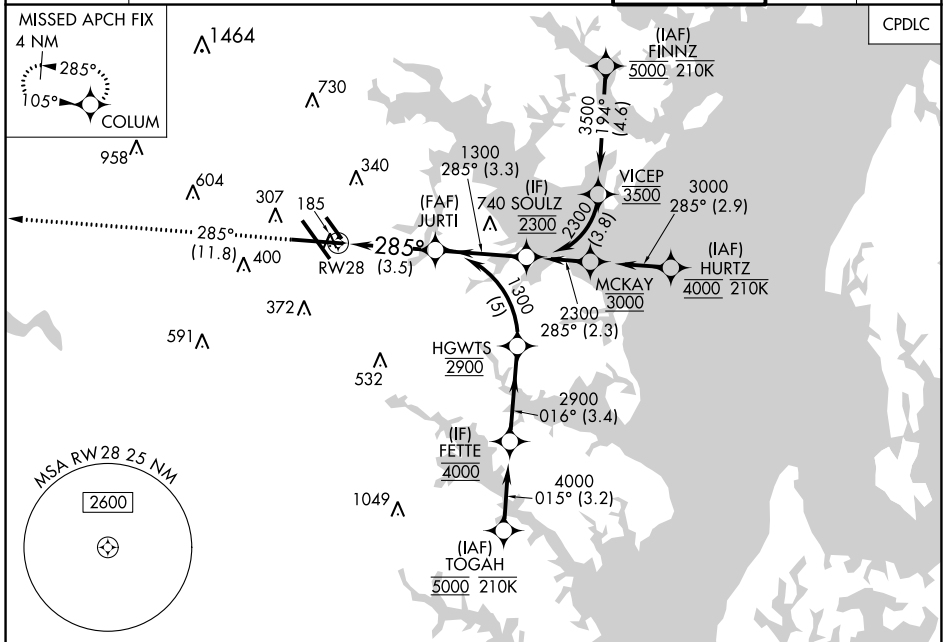 MISSED APCH FIX
4 NM
285°
105°
COLUM
CPDLC
1464
730
958
604
307
185
340
285°
(11.8)
400
RW28
372
591
532
1049
(IAF)
FINNZ
5000 210K
3500
194°
(4.6)
VICEP
3500
2300
(3.8)
1300
285° (3.3)
740
(IF)
SOULZ
2300
(FAF)
JURTI
285°
(3.5)
3000
285° (2.9)
(IAF)
HURTZ
4000 210K
MCKAY
3000
2300
285° (2.3)
1300
(5)
HGWTS
2900
2900
016° (3.4)
(IF)
FETTE
4000
4000
015° (3.2)
(IAF)
TOGAH
5000 210K
MSA RW 28 25 NM
2600